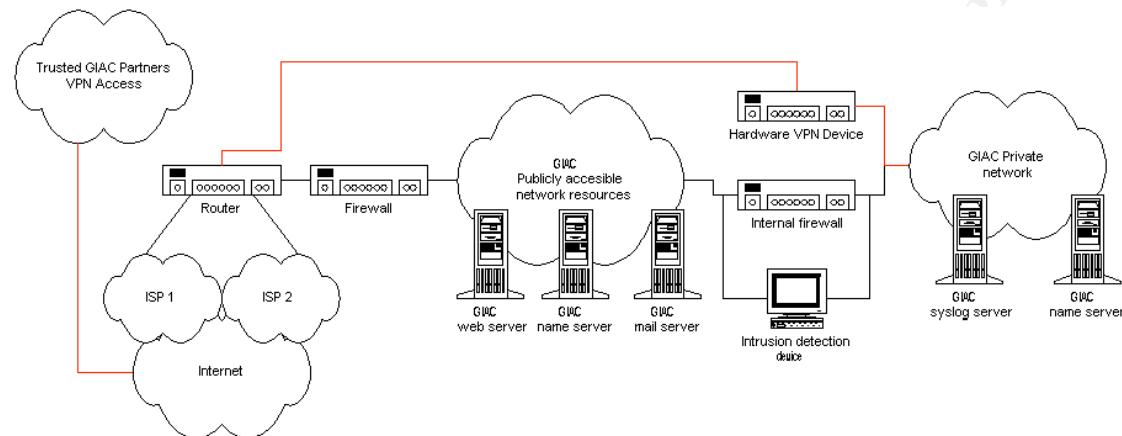 Trusted GIAC Partners
VPN Access
Router
Firewall
GIAC
Publicly accesible
network resources
Hardware VPN Device
Internal firewall
GIAC Private
network
ISP 1
ISP 2
Internet
GIAC
web server
GIAC
name server
GIAC
mail server
Intrusion detection
device
GIAC
syslog server
GIAC
name server